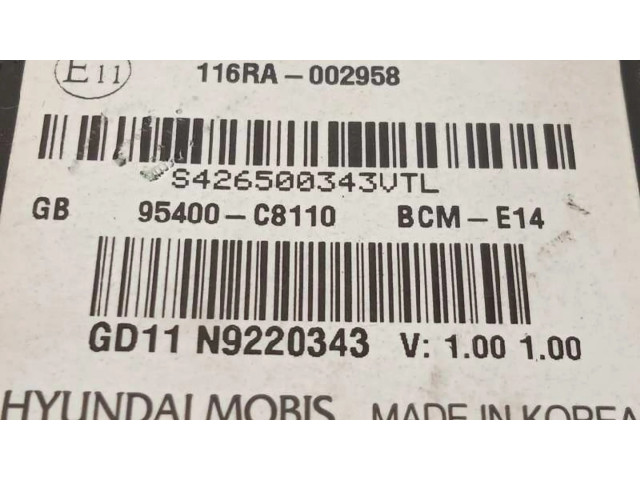 E11 116RA-002958
S426500343VTL
GB 95400-C8110 BCM-E14
GD11 N9220343 V: 1.00 1.00
HYUNDAI MOBIS MADE IN KOREA